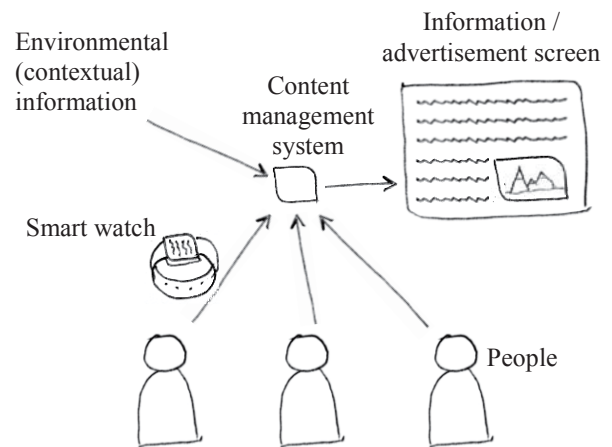 Environmental
(contextual)
information
Information /
advertisement screen
Content
management
system
Smart watch
People